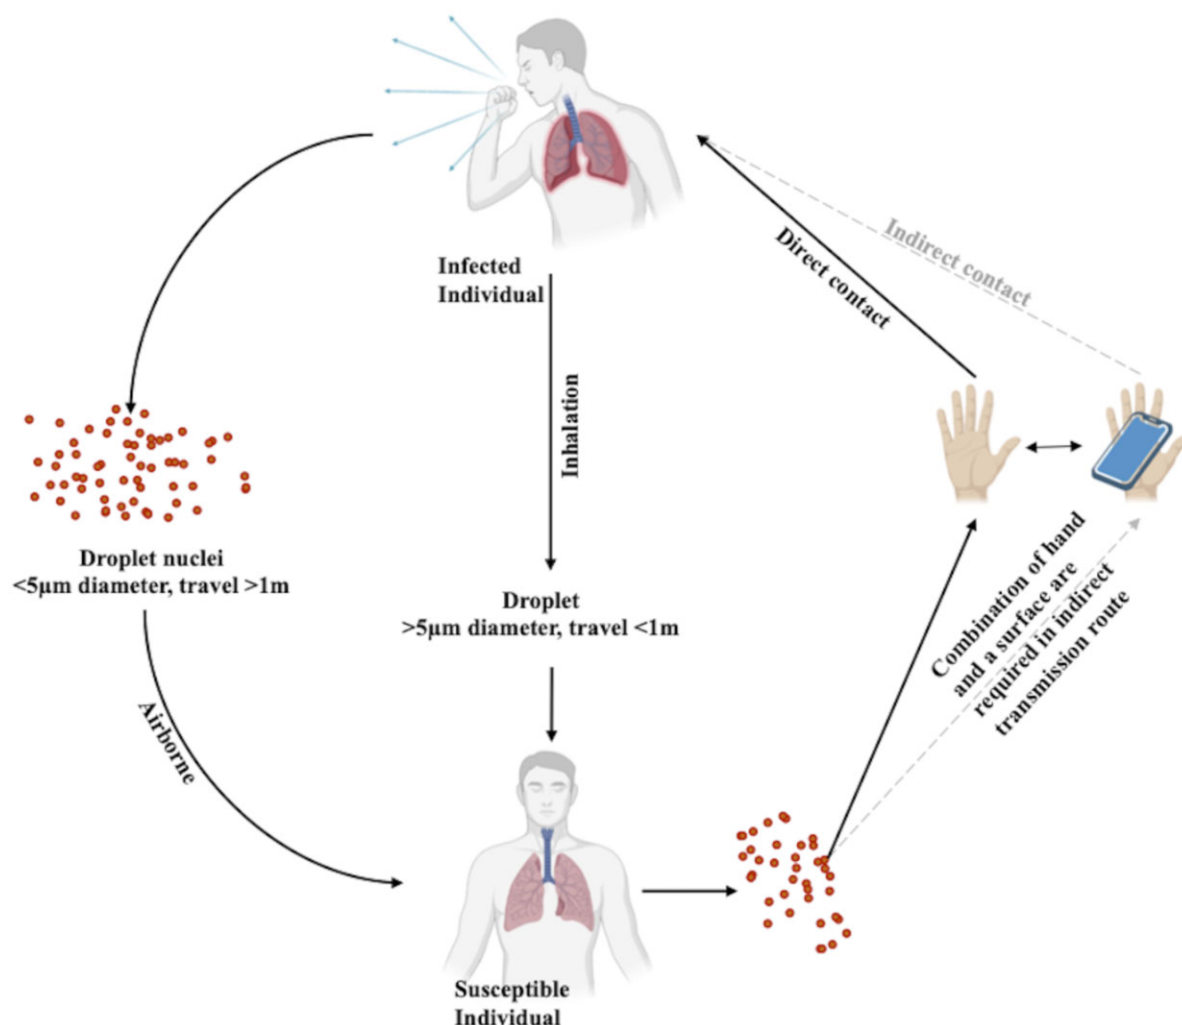 Infected
Individual
Inhalation
Direct contact
Indirect contact
Droplet nuclei
<5μm diameter, travel >1m
Droplet
>5μm diameter, travel <1m
Combination of hand
and a surface are
required in indirect
transmission route
Airborne
Susceptible
Individual